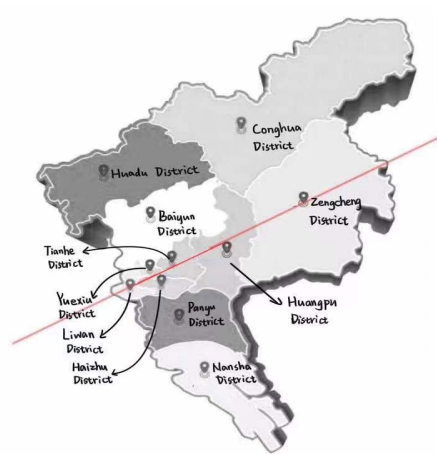 Conghua
District
Huadu District
Zengcheng
District
Baiyun
District
Tianhe
District
Yuexiu
District
Huangpu
District
Panyu
District
Liwan
District
Haizhu
District
Nansha
District